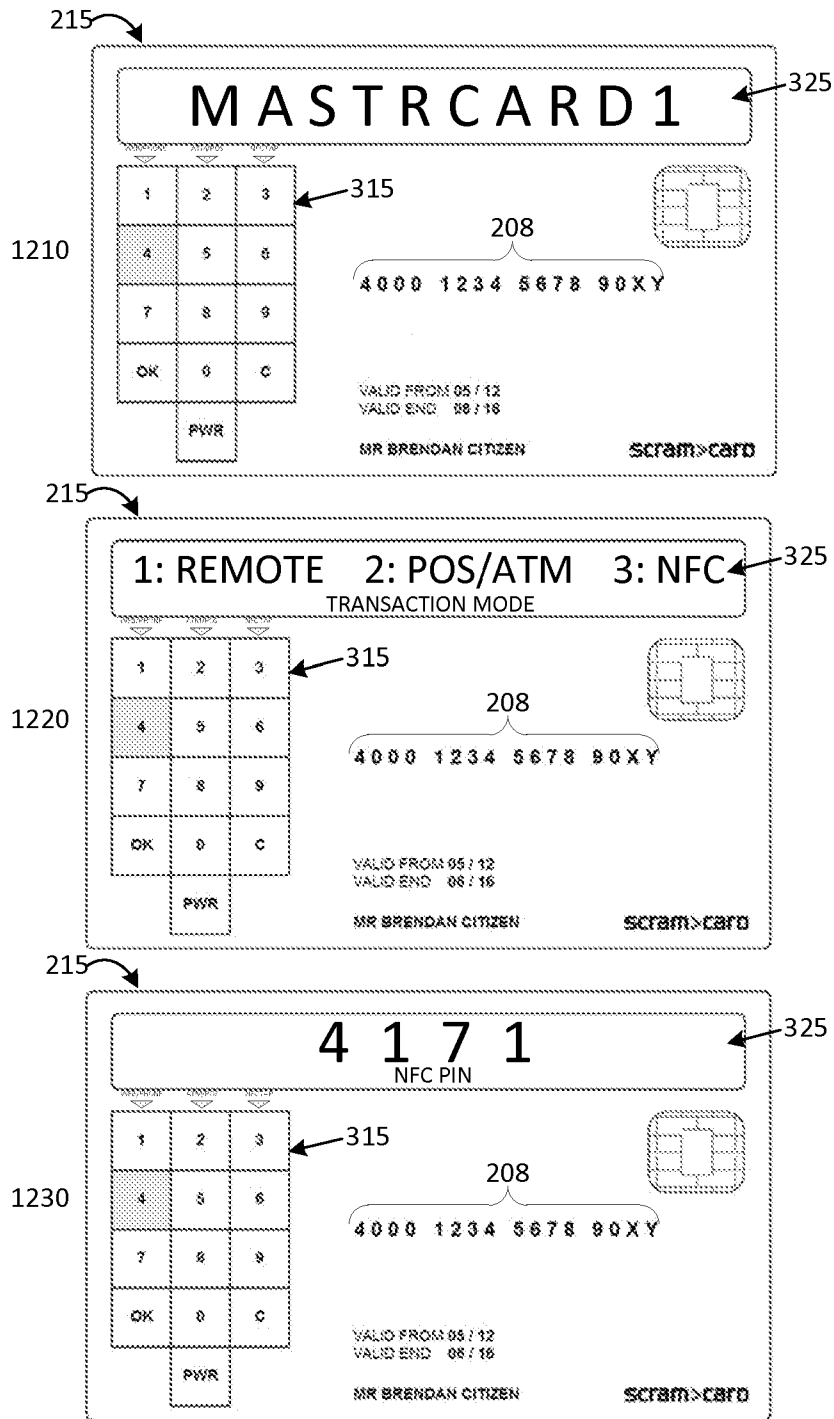 215
MASTRCARD1
325
1 2 3
315
4 5 6
1210
208
4000 1234 5678 90XY
7 8 9
OK 0 C
VALID FROM 05 / 12
VALID END 08 / 16
PWR
MR BRENDAN CITIZEN
scram>card
215
1: REMOTE 2: POS/ATM 3: NFC
325
TRANSACTION MODE
1 2 3
315
4 5 6
1220
208
4000 1234 5678 90XY
7 8 9
OK 0 C
VALID FROM 05 / 12
VALID END 08 / 16
PWR
MR BRENDAN CITIZEN
scram>card
215
4 1 7 1
325
NFC PIN
1 2 3
315
4 5 6
1230
208
4000 1234 5678 90XY
7 8 9
OK 0 C
VALID FROM 05 / 12
VALID END 08 / 16
PWR
MR BRENDAN CITIZEN
scram>card